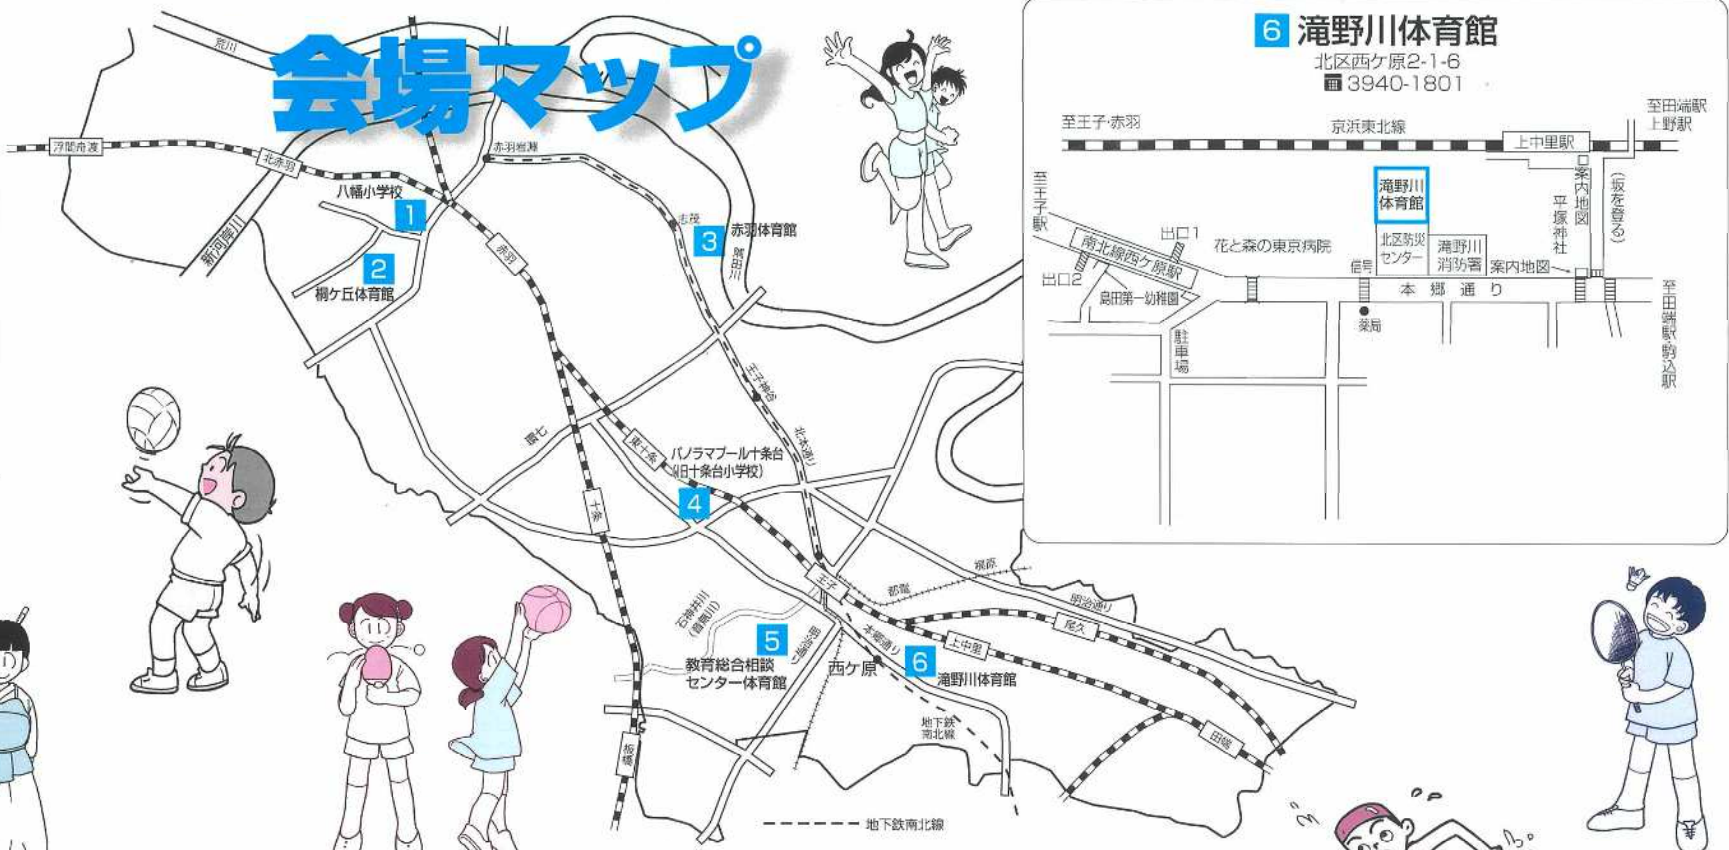 会場マップ
荒川
浮間舟渡
北赤羽
赤羽岩淵
八幡小学校
1
新河岸川
2
桐ケ丘体育館
赤羽
志茂
3
赤羽体育館
隅田川
王子神谷
環七
東十条
北本通り
パノラマプール十条台
(旧十条台小学校)
4
十条
王子
都電
梶原
明治通り
石神井川
(音無川)
5
教育総合相談
センター体育館
明治通り
本郷通り
西ケ原
6
滝野川体育館
上中里
尾久
地下鉄
南北線
田端
板橋
地下鉄南北線
6 滝野川体育館
北区西ケ原2-1-6
3940-1801
至王子・赤羽
京浜東北線
上中里駅
至田端駅
上野駅
至王子駅
滝野川
体育館
案内地図
(坂を登る)
平塚神社
南北線西ケ原駅
出口1
出口2
花と森の東京病院
北区防災
センター
滝野川
消防署
案内地図
信号
島田第一幼稚園
本郷通り
薬局
駐車場
至田端駅・駒込駅